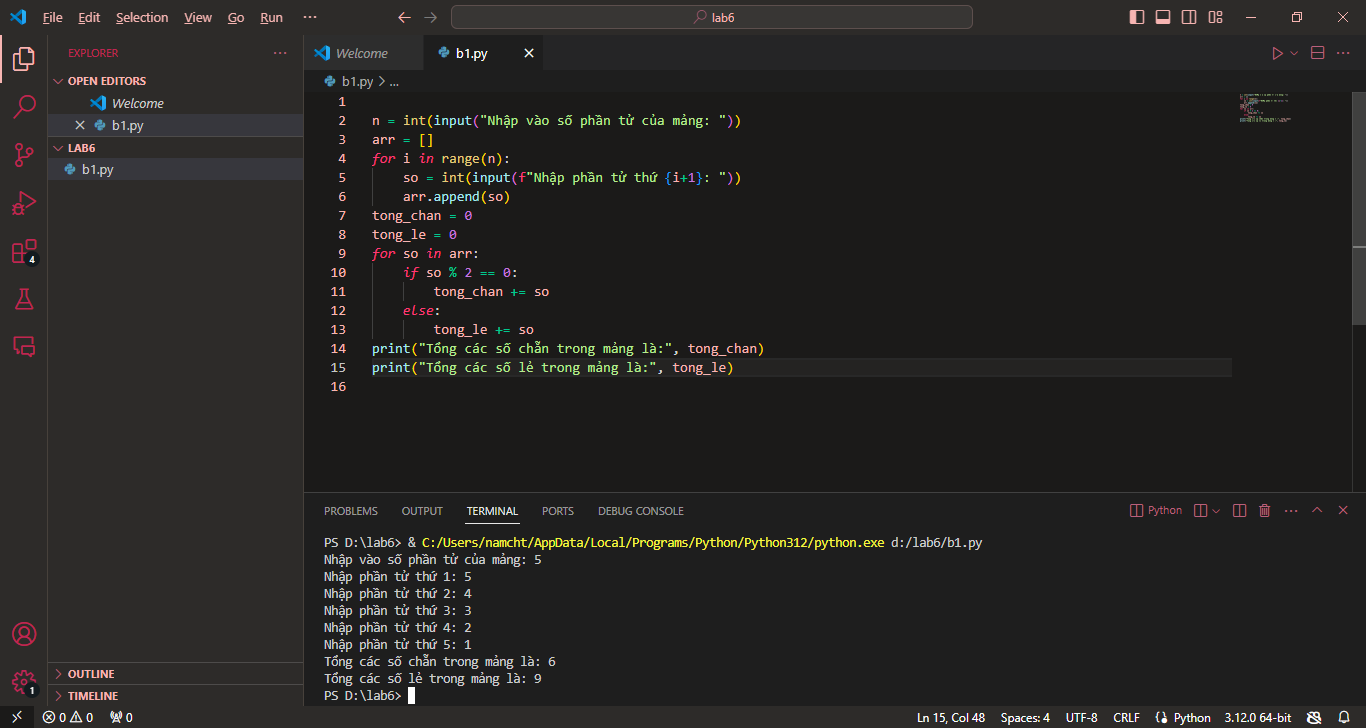 File Edit Selection View Go Run ··· lab6
EXPLORER ···
OPEN EDITORS
Welcome
b1.py
LAB6
b1.py
OUTLINE
TIMELINE
4
1
Welcome b1.py
b1.py > ...
1
2 n = int(input("Nhập vào số phần tử của mảng: "))
3 arr = []
4 for i in range(n):
5 so = int(input(f"Nhập phần tử thứ {i+1}: "))
6 arr.append(so)
7 tong_chan = 0
8 tong_le = 0
9 for so in arr:
10 if so % 2 == 0:
11 tong_chan += so
12 else:
13 tong_le += so
14 print("Tổng các số chẵn trong mảng là:", tong_chan)
15 print("Tổng các số lẻ trong mảng là:", tong_le)
16
PROBLEMS OUTPUT TERMINAL PORTS DEBUG CONSOLE Python ···
PS D:\lab6> & C:/Users/namcht/AppData/Local/Programs/Python/Python312/python.exe d:/lab6/b1.py
Nhập vào số phần tử của mảng: 5
Nhập phần tử thứ 1: 5
Nhập phần tử thứ 2: 4
Nhập phần tử thứ 3: 3
Nhập phần tử thứ 4: 2
Nhập phần tử thứ 5: 1
Tổng các số chẵn trong mảng là: 6
Tổng các số lẻ trong mảng là: 9
PS D:\lab6>
0 0 0 Ln 15, Col 48 Spaces: 4 UTF-8 CRLF Python 3.12.0 64-bit